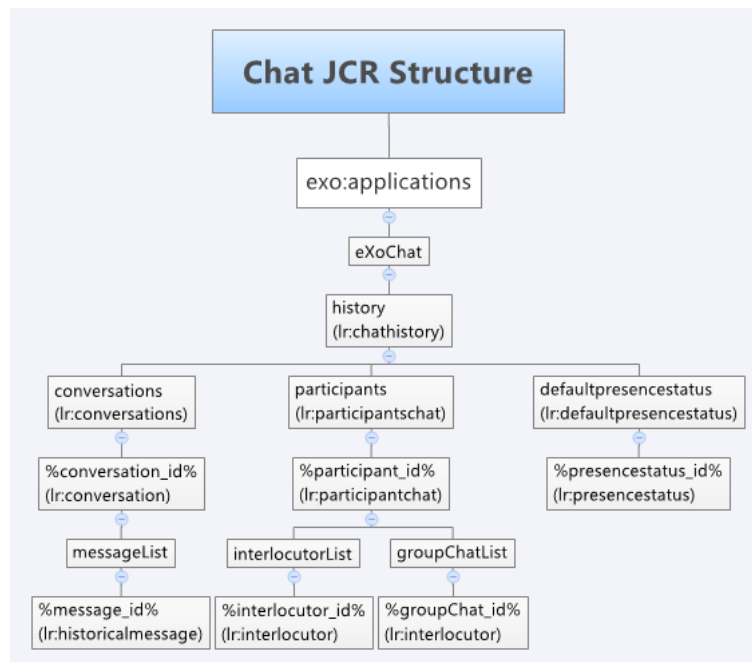 Chat JCR Structure
exo:applications
eXoChat
history
(lr:chathistory)
conversations
(lr:conversations)
participants
(lr:participantschat)
defaultpresencestatus
(lr:defaultpresencestatus)
%conversation_id%
(lr:conversation)
%participant_id%
(lr:participantchat)
%presencestatus_id%
(lr:presencestatus)
messageList
interlocutorList
groupChatList
%message_id%
(lr:historicalmessage)
%interlocutor_id%
(lr:interlocutor)
%groupChat_id%
(lr:interlocutor)